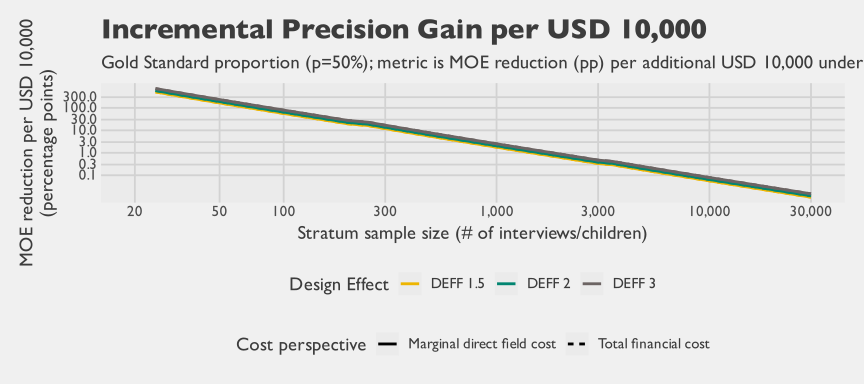 Incremental Precision Gain per USD 10,000
Gold Standard proportion (p=50%); metric is MOE reduction (pp) per additional USD 10,000 under
MOE reduction per USD 10,000
(percentage points)
300.0
100.0
30.0
10.0
3.0
1.0
0.3
0.1
20 50 100 300 1,000 3,000 10,000 30,000
Stratum sample size (# of interviews/children)
Design Effect DEFF 1.5 DEFF 2 DEFF 3
Cost perspective Marginal direct field cost Total financial cost